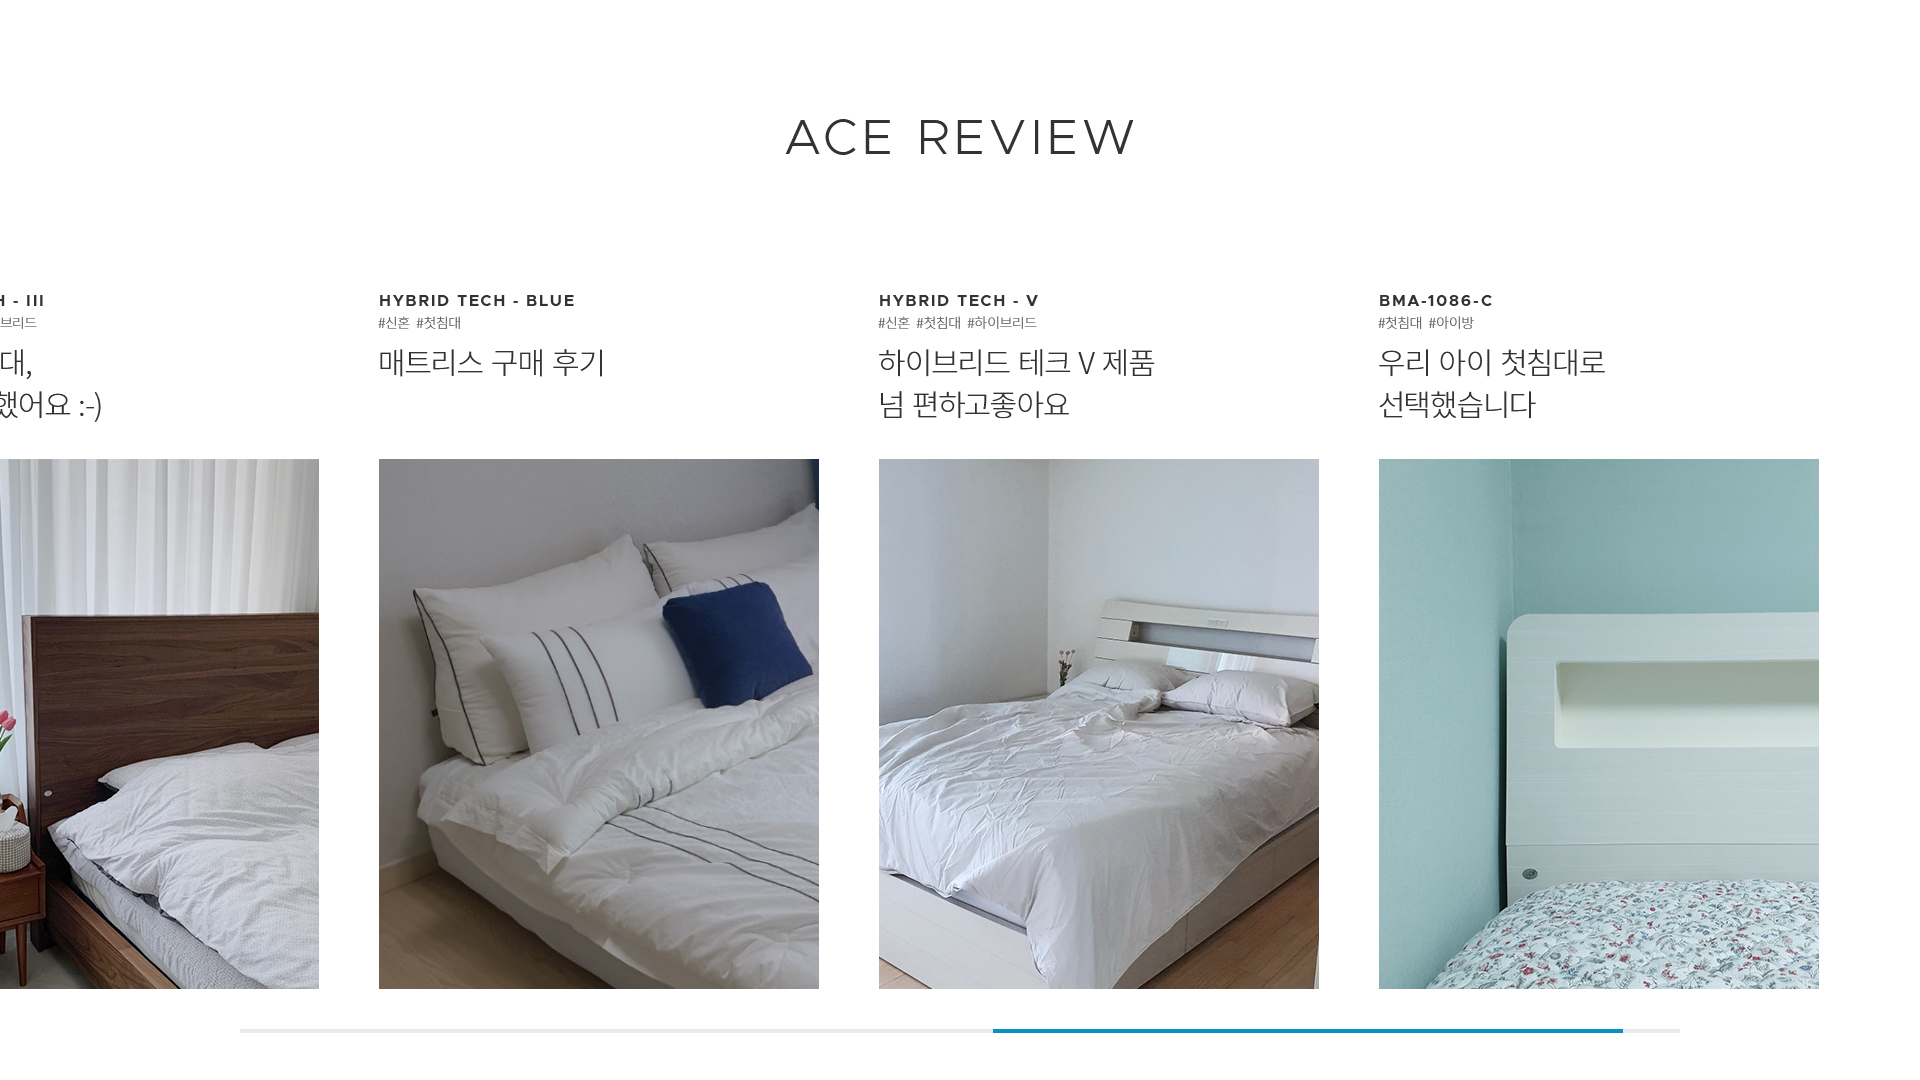 ACE REVIEW
H - III
브리드
대,
했어요 :-)
HYBRID TECH - BLUE
#신혼 #첫침대
매트리스 구매 후기
HYBRID TECH - V
#신혼 #첫침대 #하이브리드
하이브리드 테크 V 제품
넘 편하고좋아요
BMA-1086-C
#첫침대 #아이방
우리 아이 첫침대로
선택했습니다